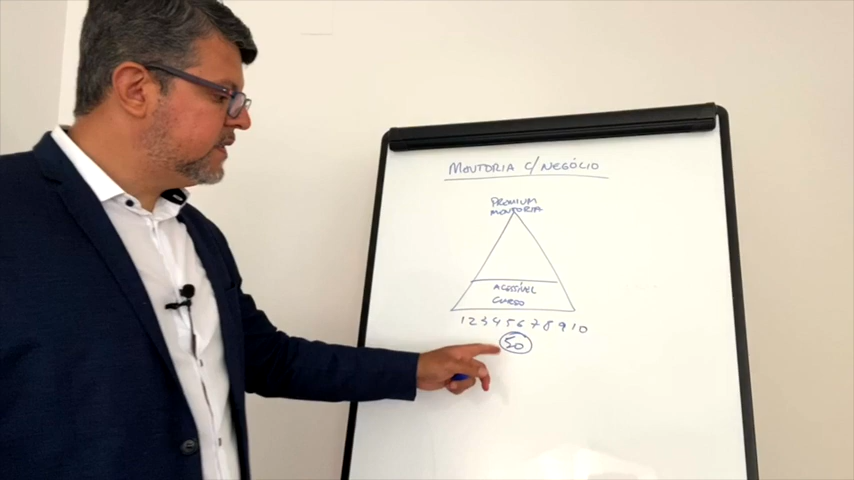 MENTORIA C/ NEGÓCIO
PREMIUM
MENTORIA
ACESSÍVEL
CURSO
1 2 3 4 5 6 7 8 9 10
50